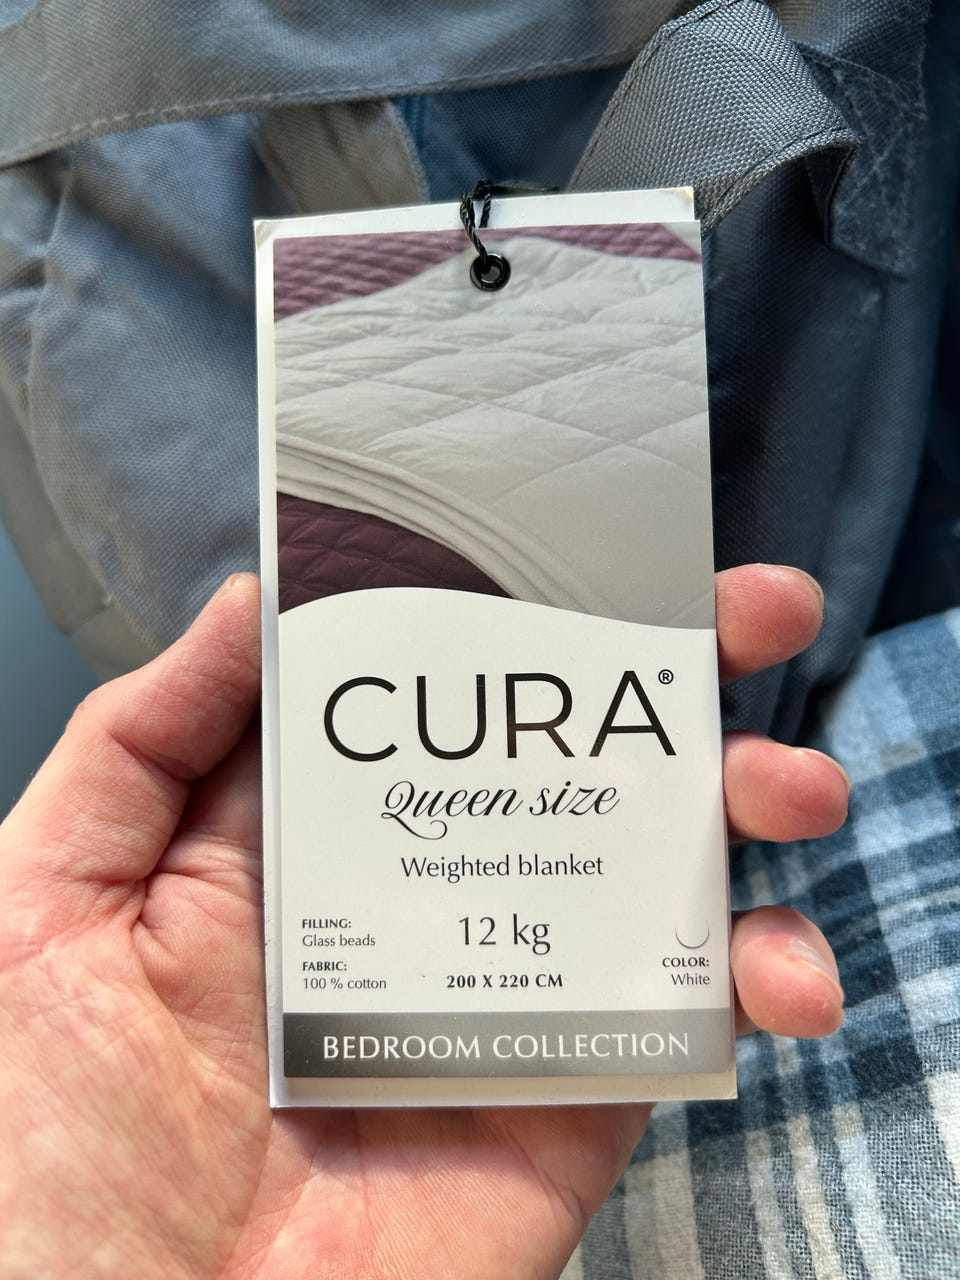 CURA®
Queen size
Weighted blanket
FILLING:
Glass beads
FABRIC:
100 % cotton
12 kg
200 X 220 CM
COLOR:
White
BEDROOM COLLECTION